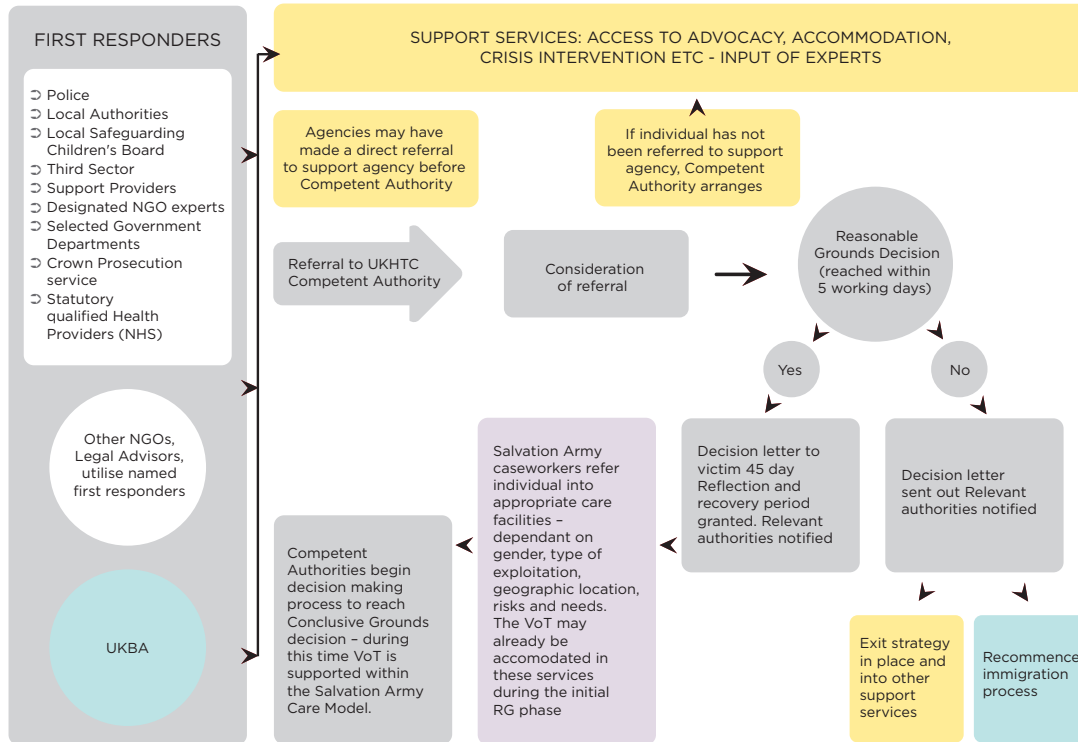 FIRST RESPONDERS
Police
Local Authorities
Local Safeguarding
Children's Board
Third Sector
Support Providers
Designated NGO experts
Selected Government
Departments
Crown Prosecution
service
Statutory
qualified Health
Providers (NHS)
Other NGOs,
Legal Advisors,
utilise named
first responders
UKBA
SUPPORT SERVICES: ACCESS TO ADVOCACY, ACCOMMODATION,
CRISIS INTERVENTION ETC - INPUT OF EXPERTS
Agencies may have
made a direct referral
to support agency before
Competent Authority
If individual has not
been referred to support
agency, Competent
Authority arranges
Referral to UKHTC
Competent Authority
Consideration
of referral
Reasonable
Grounds Decision
(reached within
5 working days)
Yes
No
Decision letter to
victim 45 day
Reflection and
recovery period
granted. Relevant
authorities notified
Decision letter
sent out Relevant
authorities notified
Salvation Army
caseworkers refer
individual into
appropriate care
facilities –
dependant on
gender, type of
exploitation,
geographic location,
risks and needs.
The VoT may
already be
accomodated in
these services
during the initial
RG phase
Competent
Authorities begin
decision making
process to reach
Conclusive Grounds
decision – during
this time VoT is
supported within
the Salvation Army
Care Model.
Exit strategy
in place and
into other
support
services
Recommence
immigration
process